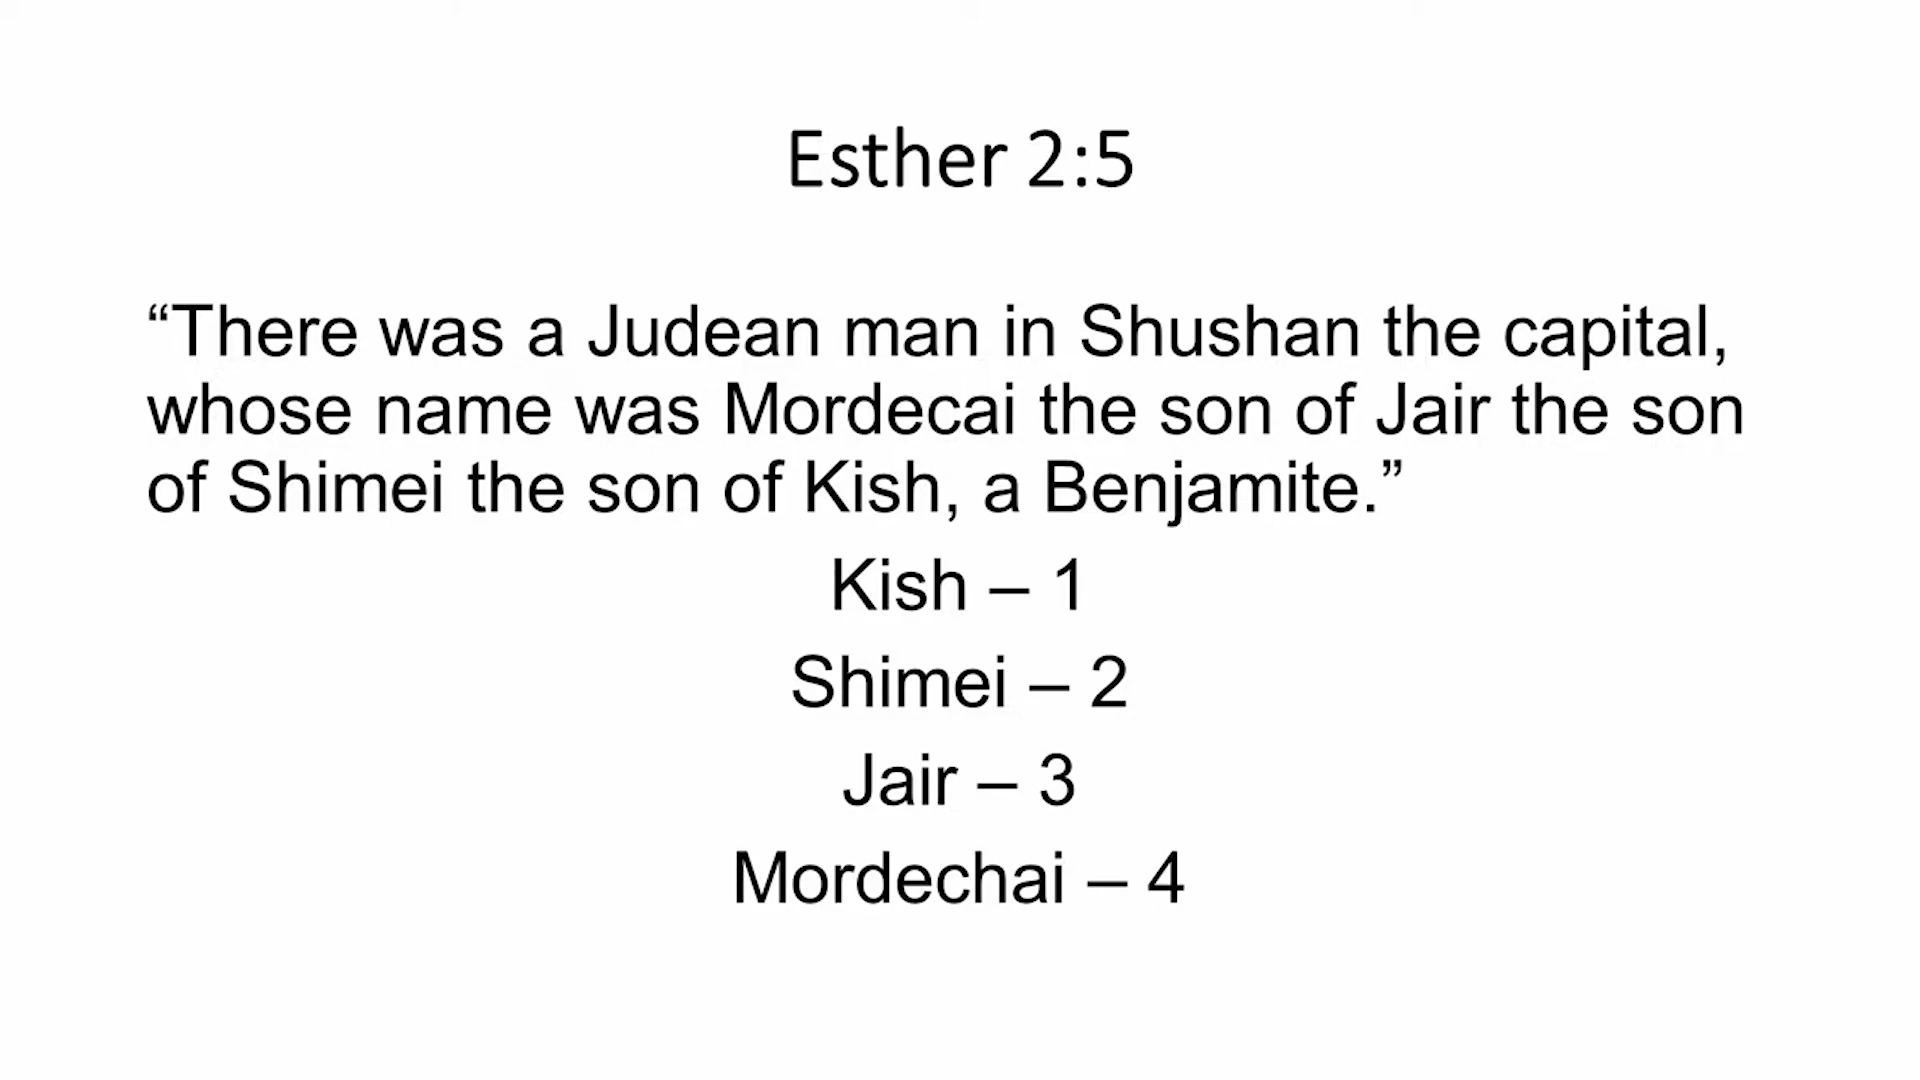 Esther 2:5
“There was a Judean man in Shushan the capital,
whose name was Mordecai the son of Jair the son
of Shimei the son of Kish, a Benjamite.”
Kish – 1
Shimei – 2
Jair – 3
Mordechai – 4